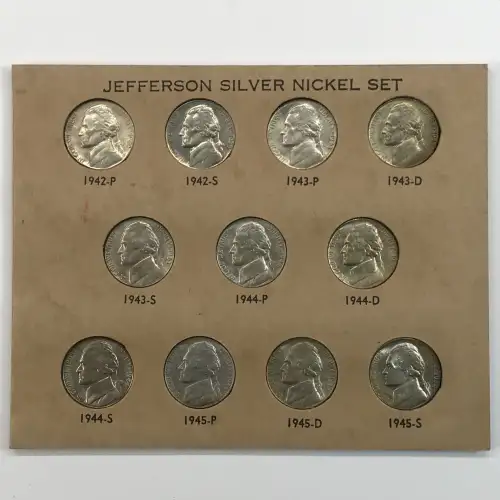 JEFFERSON SILVER NICKEL SET
1942-P 1942-S 1943-P 1943-D
1943-S 1944-P 1944-D
1944-S 1945-P 1945-D 1945-S